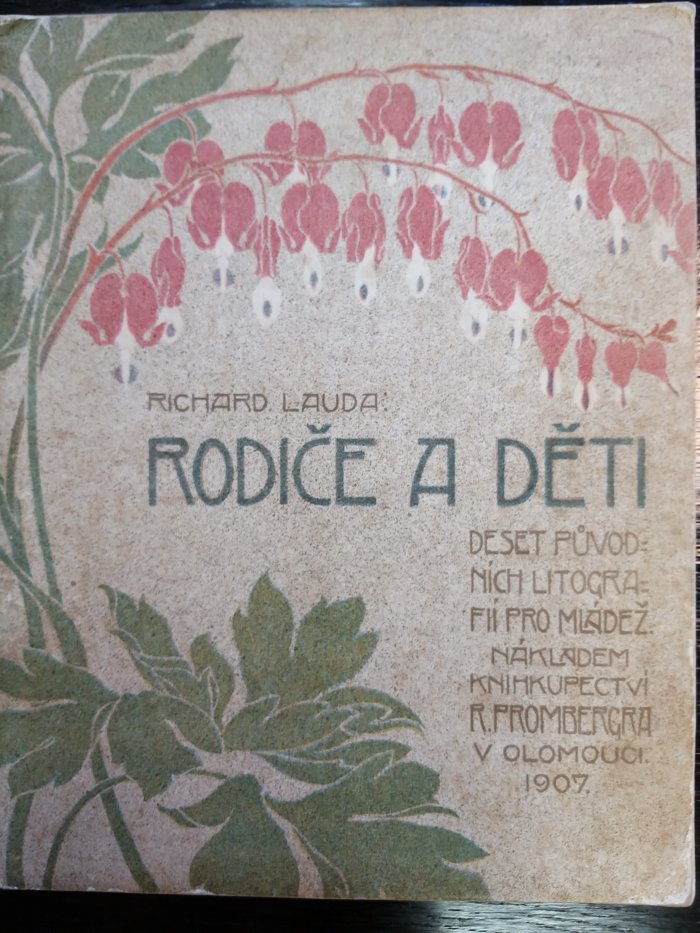 RICHARD. LAUDA:
RODIČE A DĚTI
DESET PŮVOD=
NÍCH LITOGRA=
FIÍ PRO MLÁDEŽ.
NÁKLADEM
KNIHKUPECTVÍ
R. PROMBERGRA
V OLOMOUCI.
1907.